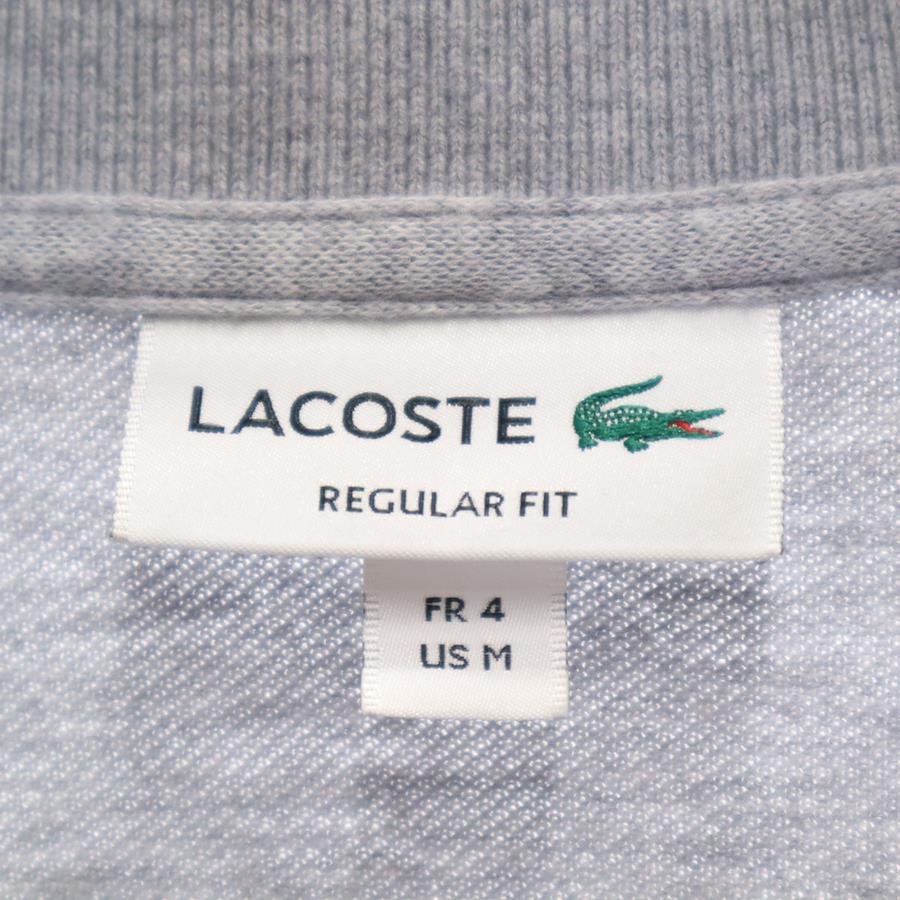 LACOSTE
REGULAR FIT
FR 4
US M